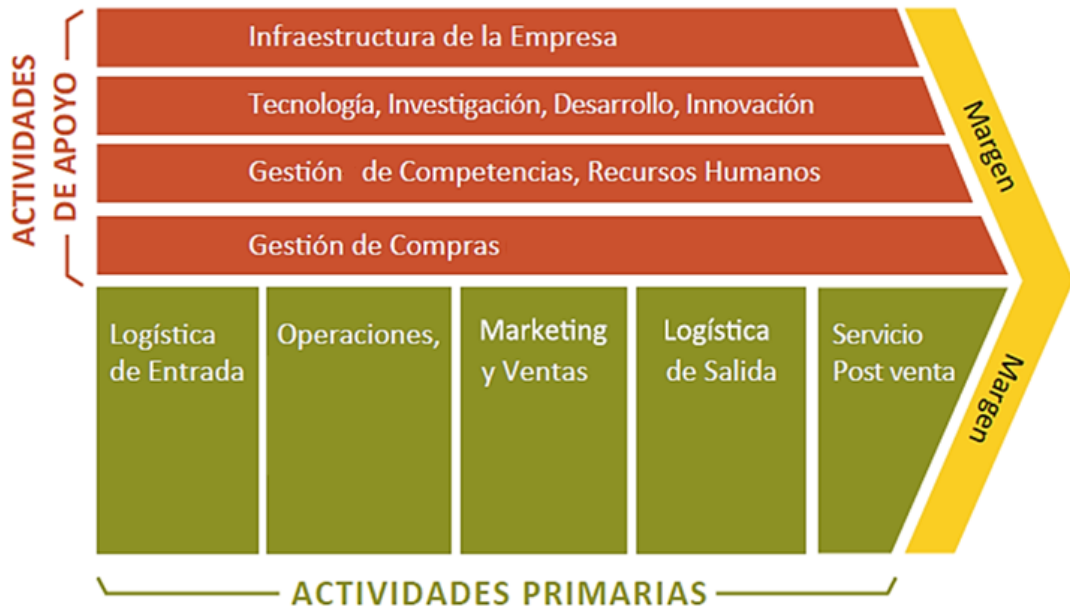 ACTIVIDADES
DE APOYO
Infraestructura de la Empresa
Tecnología, Investigación, Desarrollo, Innovación
Gestión de Competencias, Recursos Humanos
Gestión de Compras
Margen
Logística
de Entrada
Operaciones,
Marketing
y Ventas
Logística
de Salida
Servicio
Post venta
Margen
ACTIVIDADES PRIMARIAS